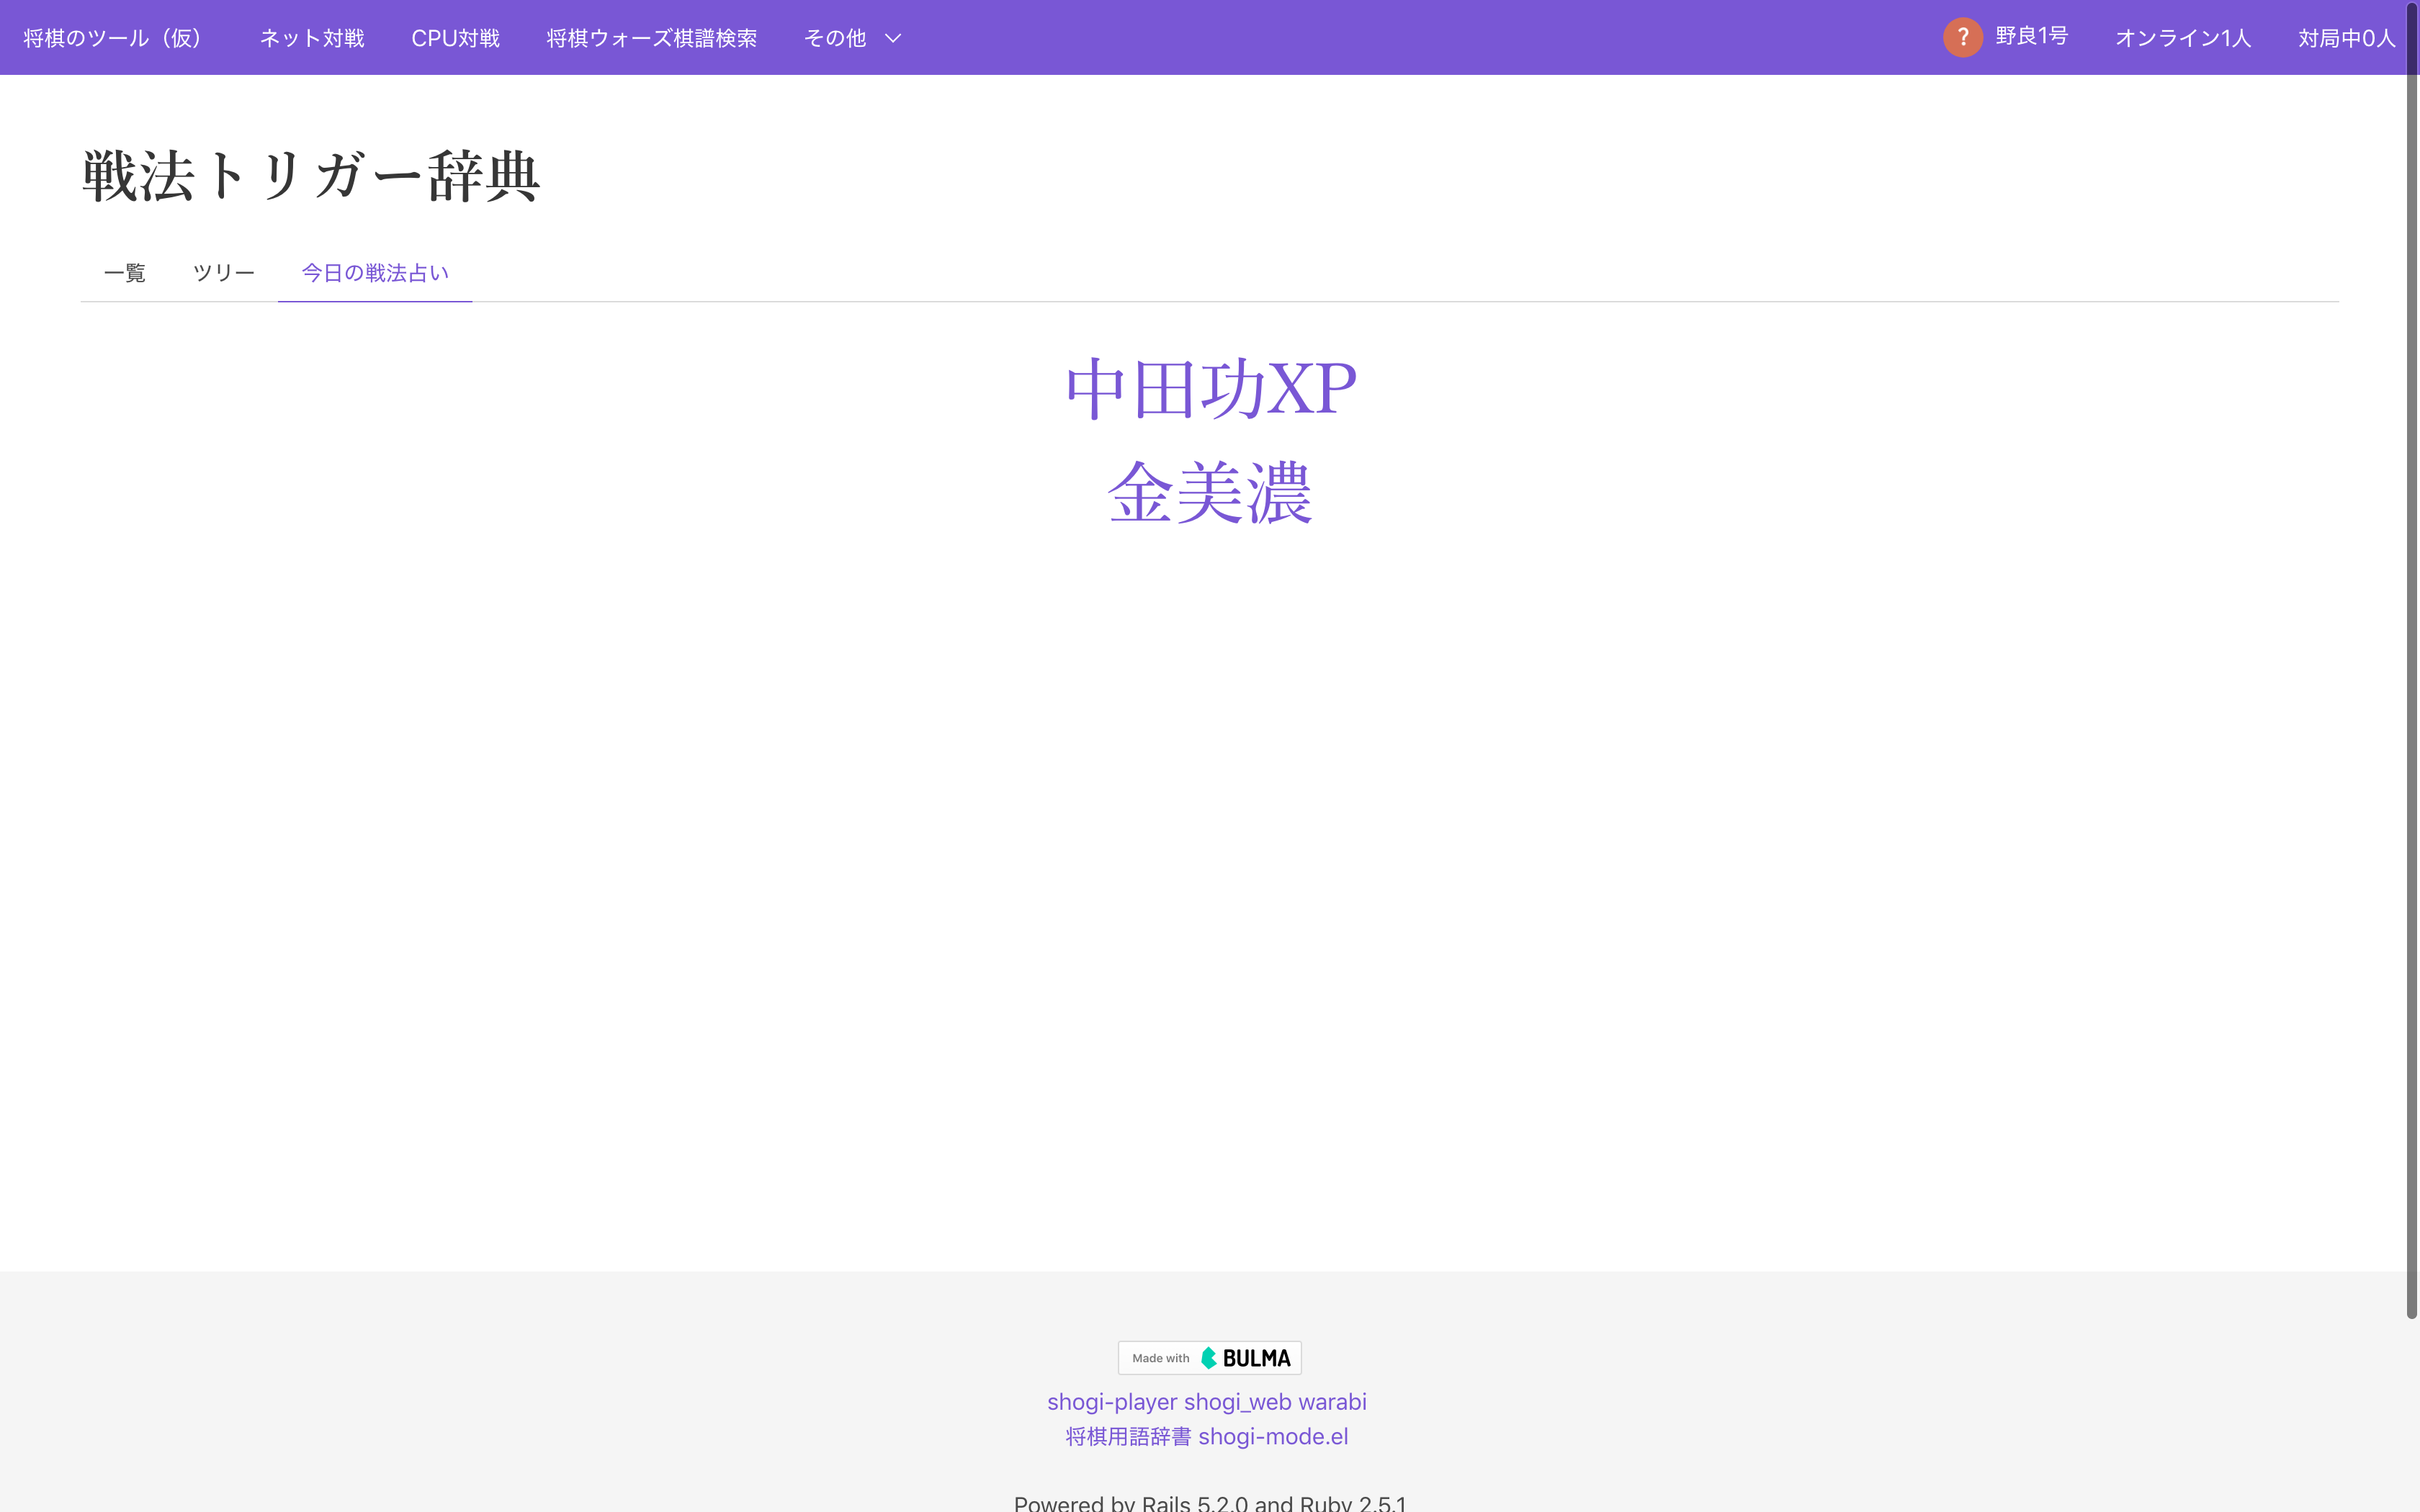 将棋のツール（仮） ネット対戦 CPU対戦 将棋ウォーズ棋譜検索 その他 ? 野良1号 オンライン1人 対局中0人
戦法トリガー辞典
一覧 ツリー 今日の戦法占い
中田功XP
金美濃
Made with BULMA
shogi-player shogi_web warabi
将棋用語辞書 shogi-mode.el
Powered by Rails 5.2.0 and Ruby 2.5.1